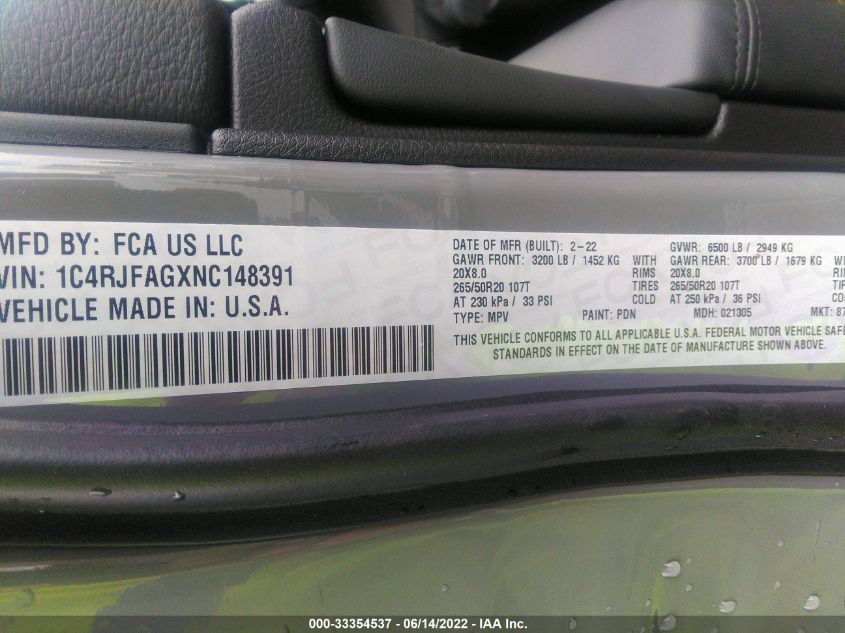 MFD BY: FCA US LLC
VIN: 1C4RJFAGXNC148391
VEHICLE MADE IN: U.S.A.
DATE OF MFR (BUILT): 2-22 GVWR: 6500 LB / 2949 KG
GAWR FRONT: 3200 LB / 1452 KG WITH GAWR REAR: 3700 LB / 1679 KG
20X8.0 RIMS 20X8.0
265/50R20 107T TIRES 265/50R20 107T
AT 230 kPa / 33 PSI COLD AT 250 kPa / 36 PSI
TYPE: MPV PAINT: PDN MDH: 021305 MKT: 87
THIS VEHICLE CONFORMS TO ALL APPLICABLE U.S.A. FEDERAL MOTOR VEHICLE SAFE
STANDARDS IN EFFECT ON THE DATE OF MANUFACTURE SHOWN ABOVE.
000-33354537 - 06/14/2022 - IAA Inc.